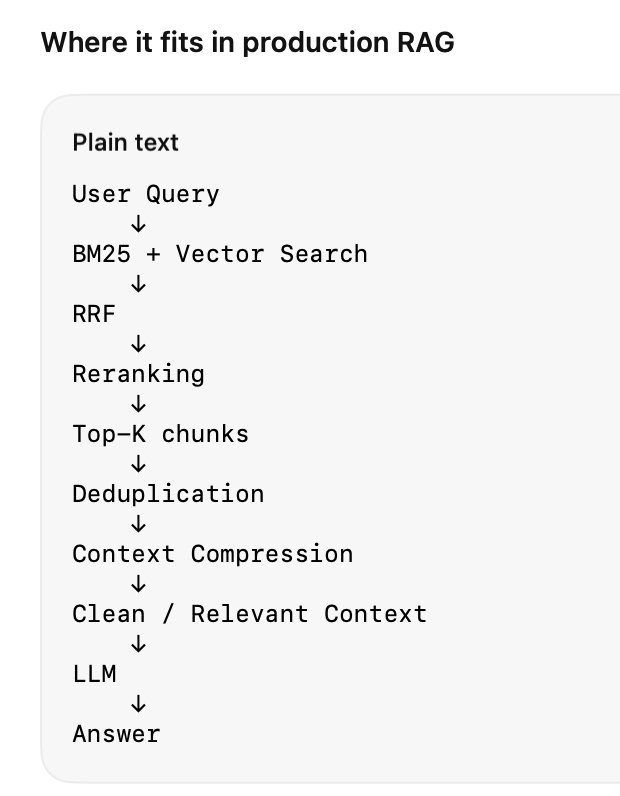 Where it fits in production RAG
Plain text
User Query
↓
BM25 + Vector Search
↓
RRF
↓
Reranking
↓
Top-K chunks
↓
Deduplication
↓
Context Compression
↓
Clean / Relevant Context
↓
LLM
↓
Answer